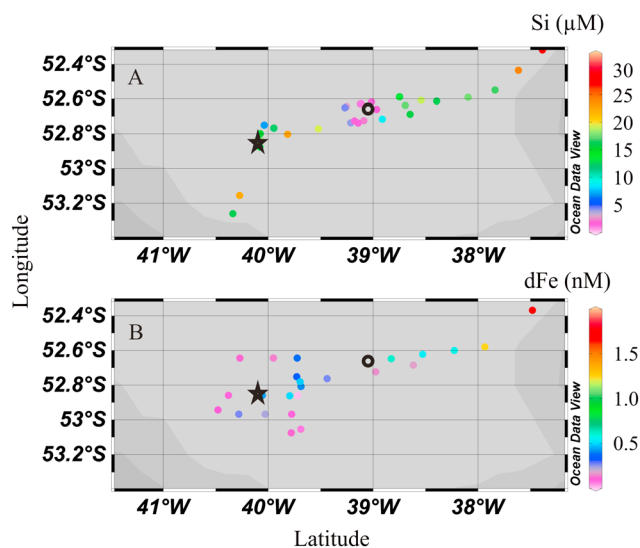 Si (µM)
A
52.4°S
52.6°S
52.8°S
53°S
53.2°S
41°W
40°W
39°W
38°W
Ocean Data View
30
25
20
15
10
5
Longitude
dFe (nM)
B
52.4°S
52.6°S
52.8°S
53°S
53.2°S
41°W
40°W
39°W
38°W
Ocean Data View
1.5
1
0.5
Latitude